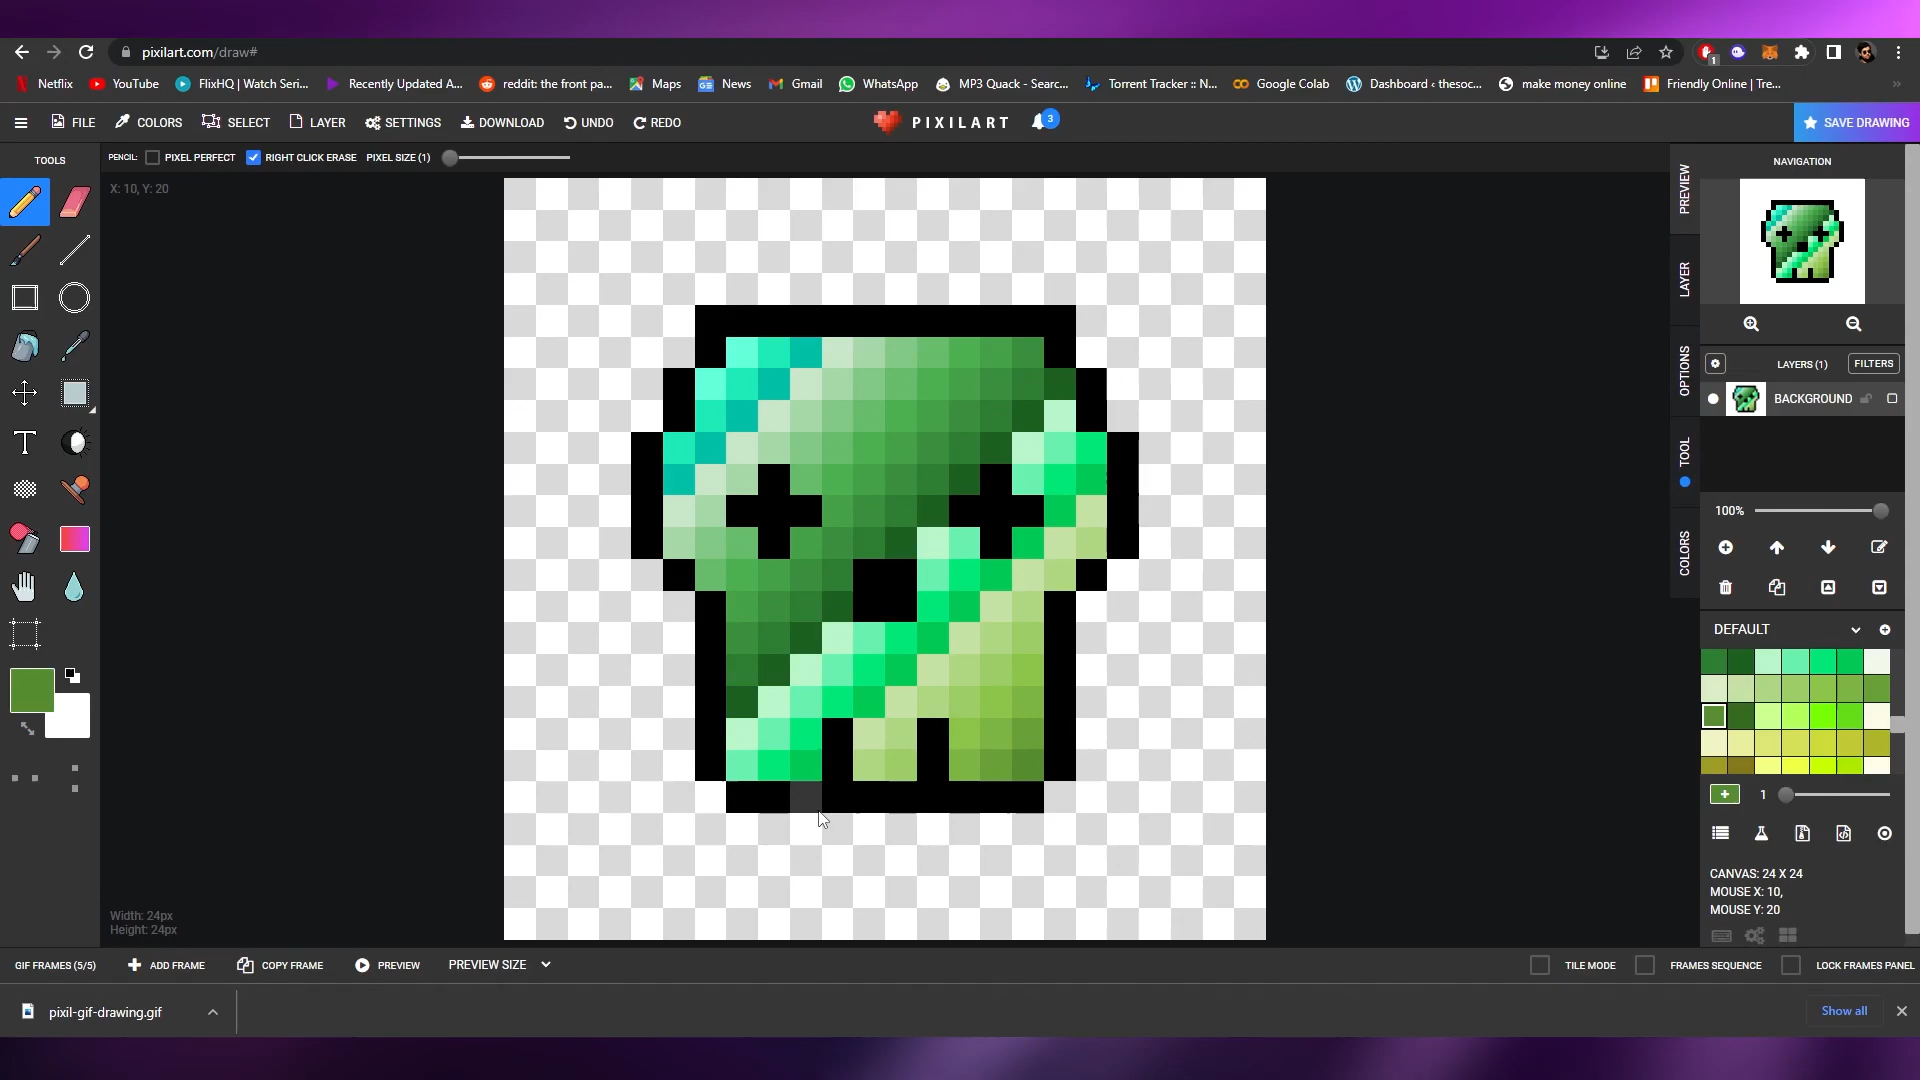 pixilart.com/draw#
1
Netflix YouTube FlixHQ | Watch Seri... Recently Updated A... reddit: the front pa... Maps News Gmail WhatsApp MP3 Quack :: Searc... Torrent Tracker :: N... Google Colab Dashboard ‹ thesoc... make money online Friendly Online | Tre... »
FILE COLORS SELECT LAYER SETTINGS DOWNLOAD UNDO REDO PIXILART 3 SAVE DRAWING
TOOLS PENCIL: PIXEL PERFECT RIGHT CLICK ERASE PIXEL SIZE (1)
X: 10, Y: 20
PREVIEW
LAYER
OPTIONS
TOOL
COLORS
NAVIGATION
LAYERS (1) FILTERS
BACKGROUND
100%
DEFAULT
1
CANVAS: 24 X 24
MOUSE X: 10,
MOUSE Y: 20
T
Width: 24px
Height: 24px
GIF FRAMES (5/5) ADD FRAME COPY FRAME PREVIEW PREVIEW SIZE TILE MODE FRAMES SEQUENCE LOCK FRAMES PANEL
pixil-gif-drawing.gif Show all